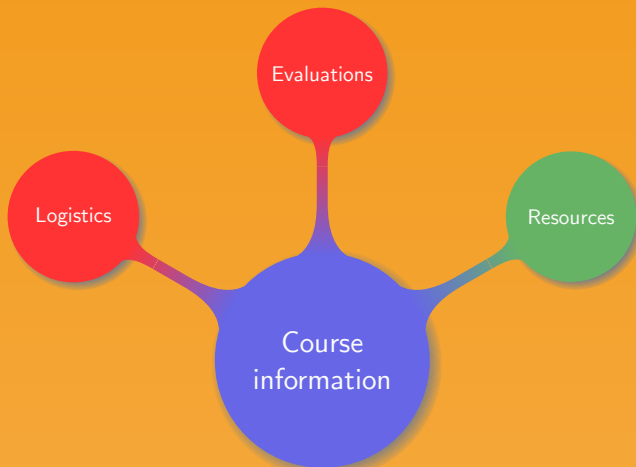 Evaluations
Logistics
Resources
Course
information